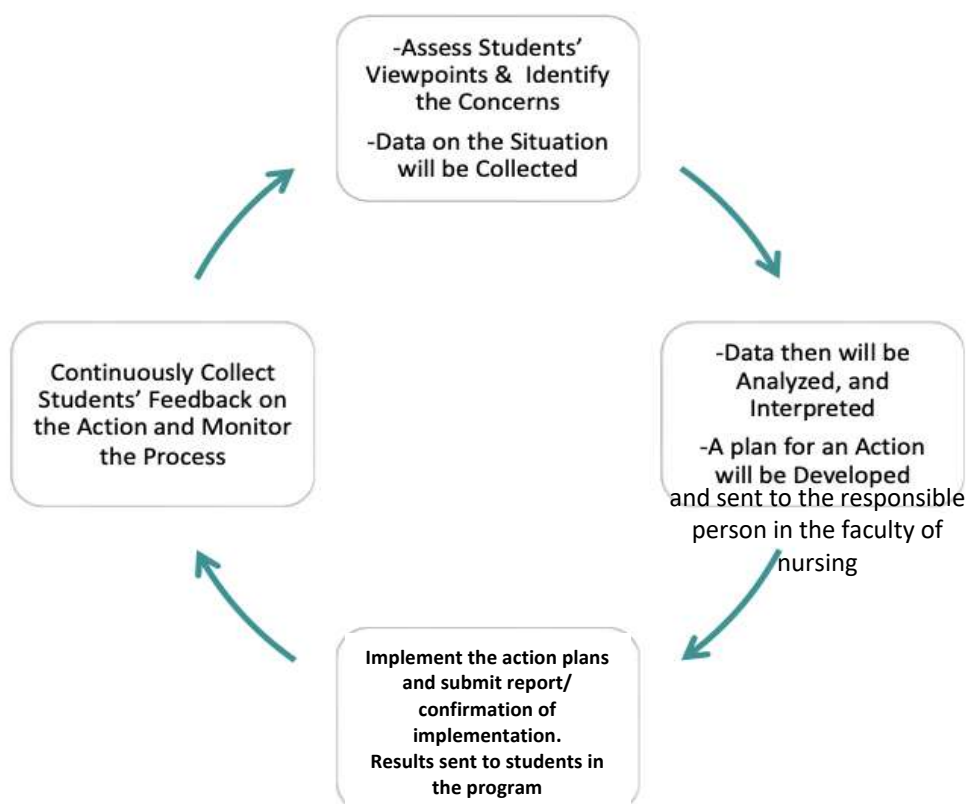 -Assess Students’
Viewpoints & Identify
the Concerns
-Data on the Situation
will be Collected
-Data then will be
Analyzed, and
Interpreted
-A plan for an Action
will be Developed
and sent to the responsible
person in the faculty of
nursing
Implement the action plans
and submit report/
confirmation of
implementation.
Results sent to students in
the program
Continuously Collect
Students’ Feedback on
the Action and Monitor
the Process